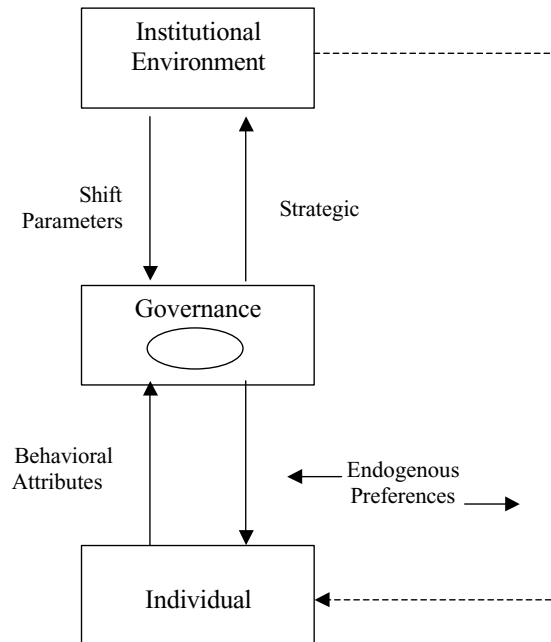 Institutional
Environment
Shift
Parameters
Strategic
Governance
Behavioral
Attributes
Endogenous
Preferences
Individual